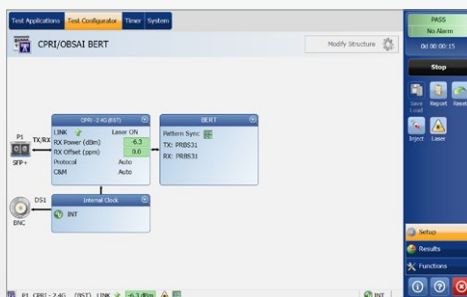 Test Applications Test Configurator Timer System
CPRI/OBSAI BERT
Modify Structure
PASS
No Alarm
0d 00:00:15
Stop
Save Load Report Reset
Inject Laser
CPRI - 2.4G (BST)
LINK Laser ON
RX Power (dBm) -6.3
RX Offset (ppm) 0.0
Protocol Auto
C&M Auto
BERT
Pattern Sync
TX: PRBS31
RX: PRBS31
P1 TX/RX
SFP+
Internal Clock
INT
DS1
BNC
Setup
Results
Functions
P1 CPRI - 2.4G (BST) LINK -6.3 dBm INT